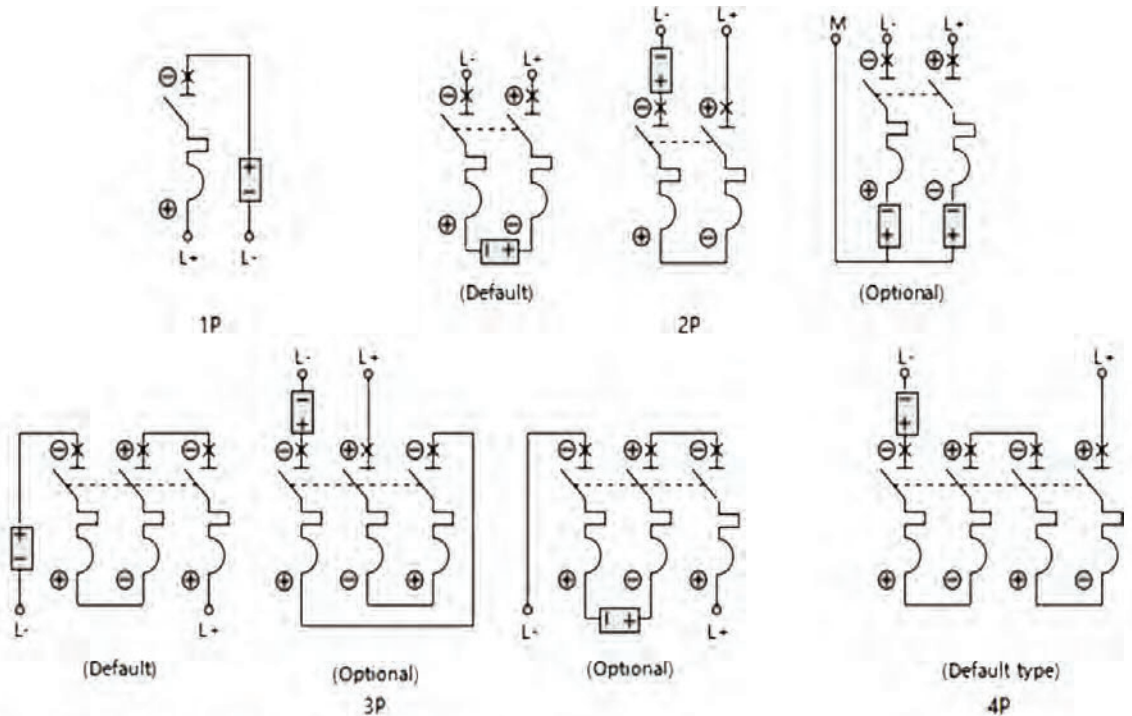 L- L+ M L- L+
L- L+
⊖ ⊖ ⊕ ⊖ ⊕ ⊖ ⊕
- +
+ -
⊕ ⊕ ⊖ ⊕ ⊖ ⊕ ⊖
- + - + - +
L+ L-
(Default) (Optional)
1P 2P
L- L+ L- L+
- + - +
⊖ ⊕ ⊖ ⊖ ⊕ ⊖ ⊖ ⊕ ⊖ ⊖ ⊕ ⊖ ⊕
+ -
⊕ ⊖ ⊕ ⊕ ⊖ ⊕ ⊕ ⊖ ⊕ ⊕ ⊖ ⊕ ⊖
- +
L- L+ L- L+
(Default) (Optional) (Optional) (Default type)
3P 4P